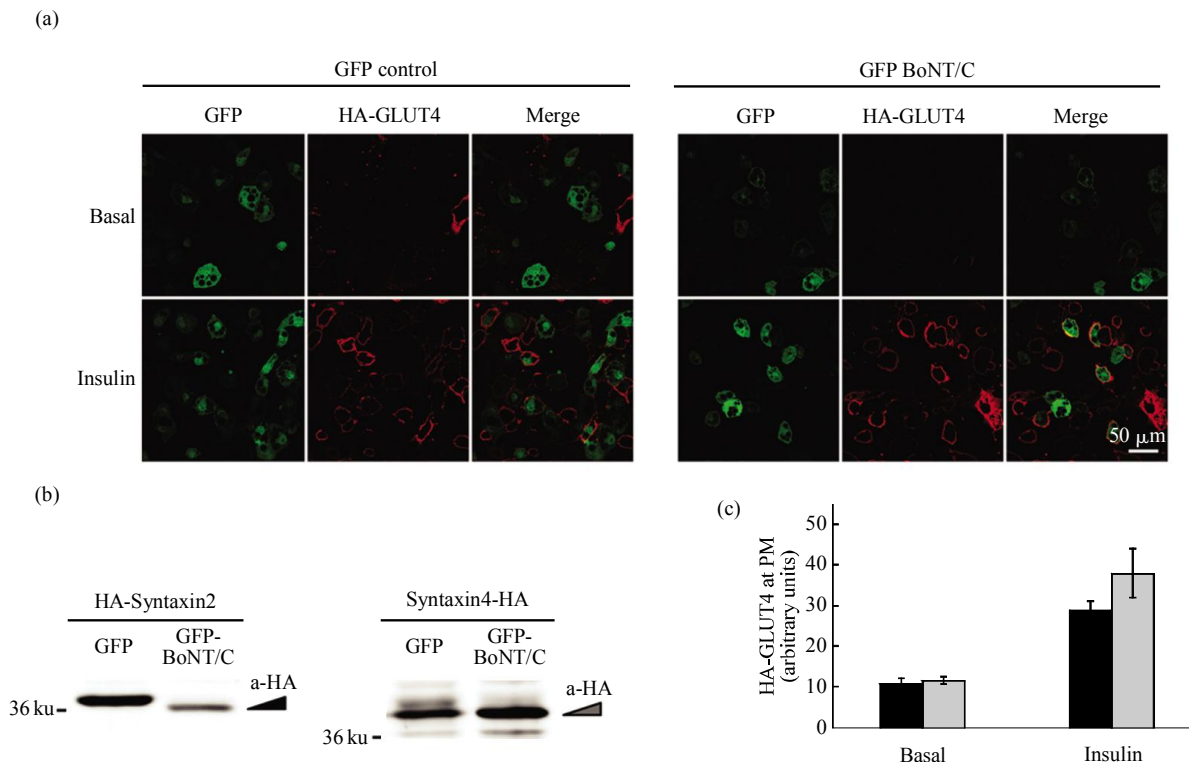 (a)
GFP control
GFP BoNT/C
GFP HA-GLUT4 Merge
GFP HA-GLUT4 Merge
Basal
Insulin
50 μm
(b)
HA-Syntaxin2
GFP
GFP-
BoNT/C
a-HA
36 ku
Syntaxin4-HA
GFP
GFP-
BoNT/C
a-HA
36 ku
(c)
HA-GLUT4 at PM
(arbitrary units)
50
40
30
20
10
0
Basal
Insulin